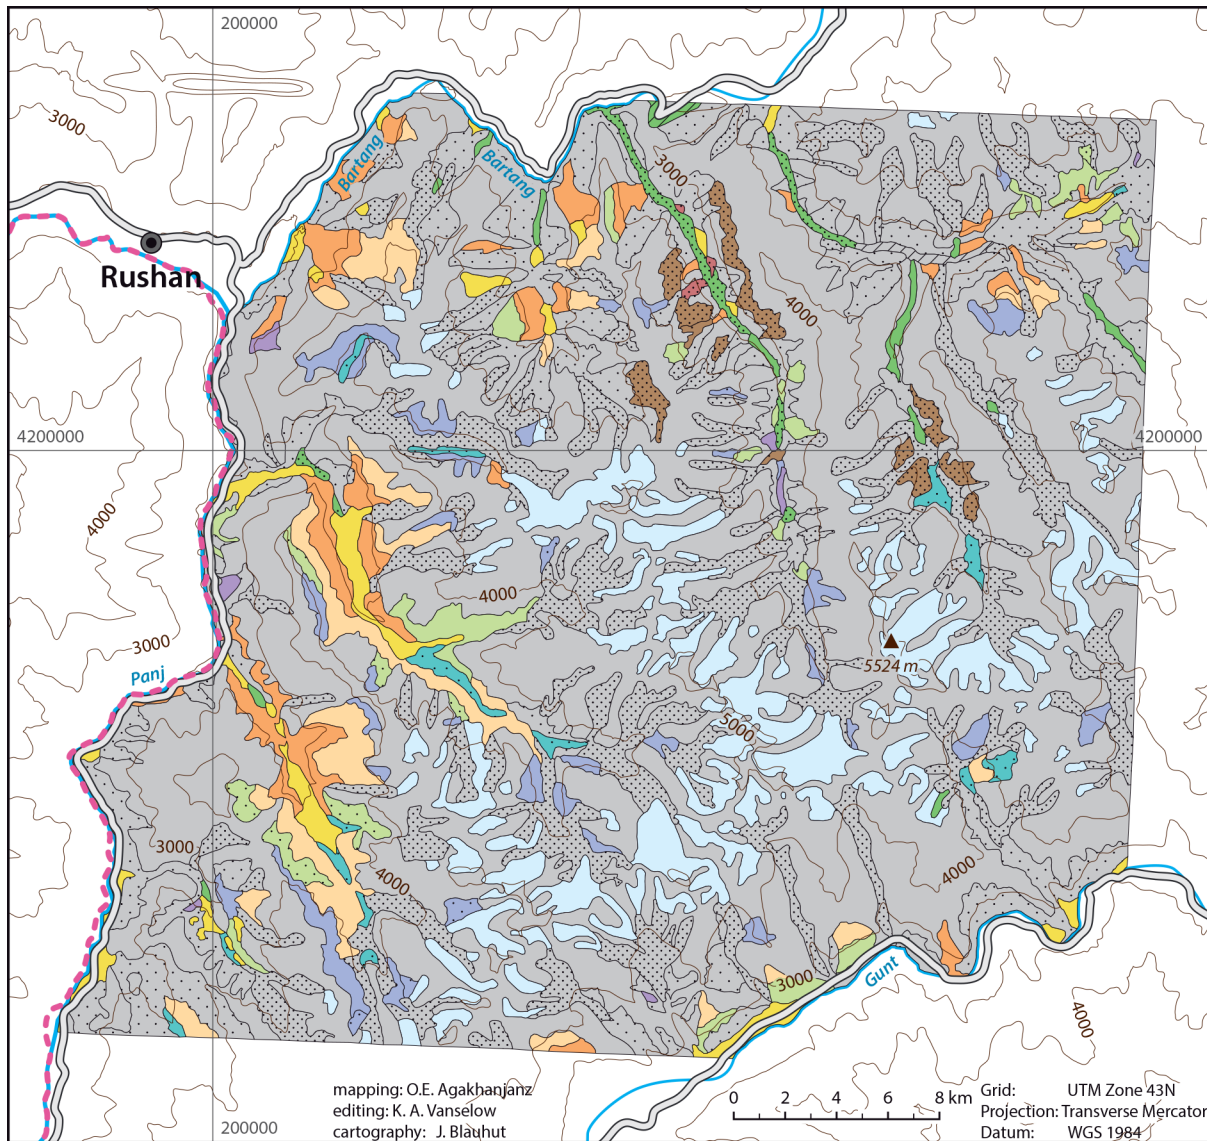 200000
3000
Bartang
Bartang
3000
Rushan
4000
4000
4200000
4200000
4000
4000
3000
5524 m
Panj
5000
3000
4000
4000
3000
Gunt
4000
mapping: O.E. Agakhanjanz
editing: K. A. Vanselow
cartography: J. Blauhut
0 2 4 6 8 km
Grid: UTM Zone 43N
Projection: Transverse Mercator
Datum: WGS 1984
200000